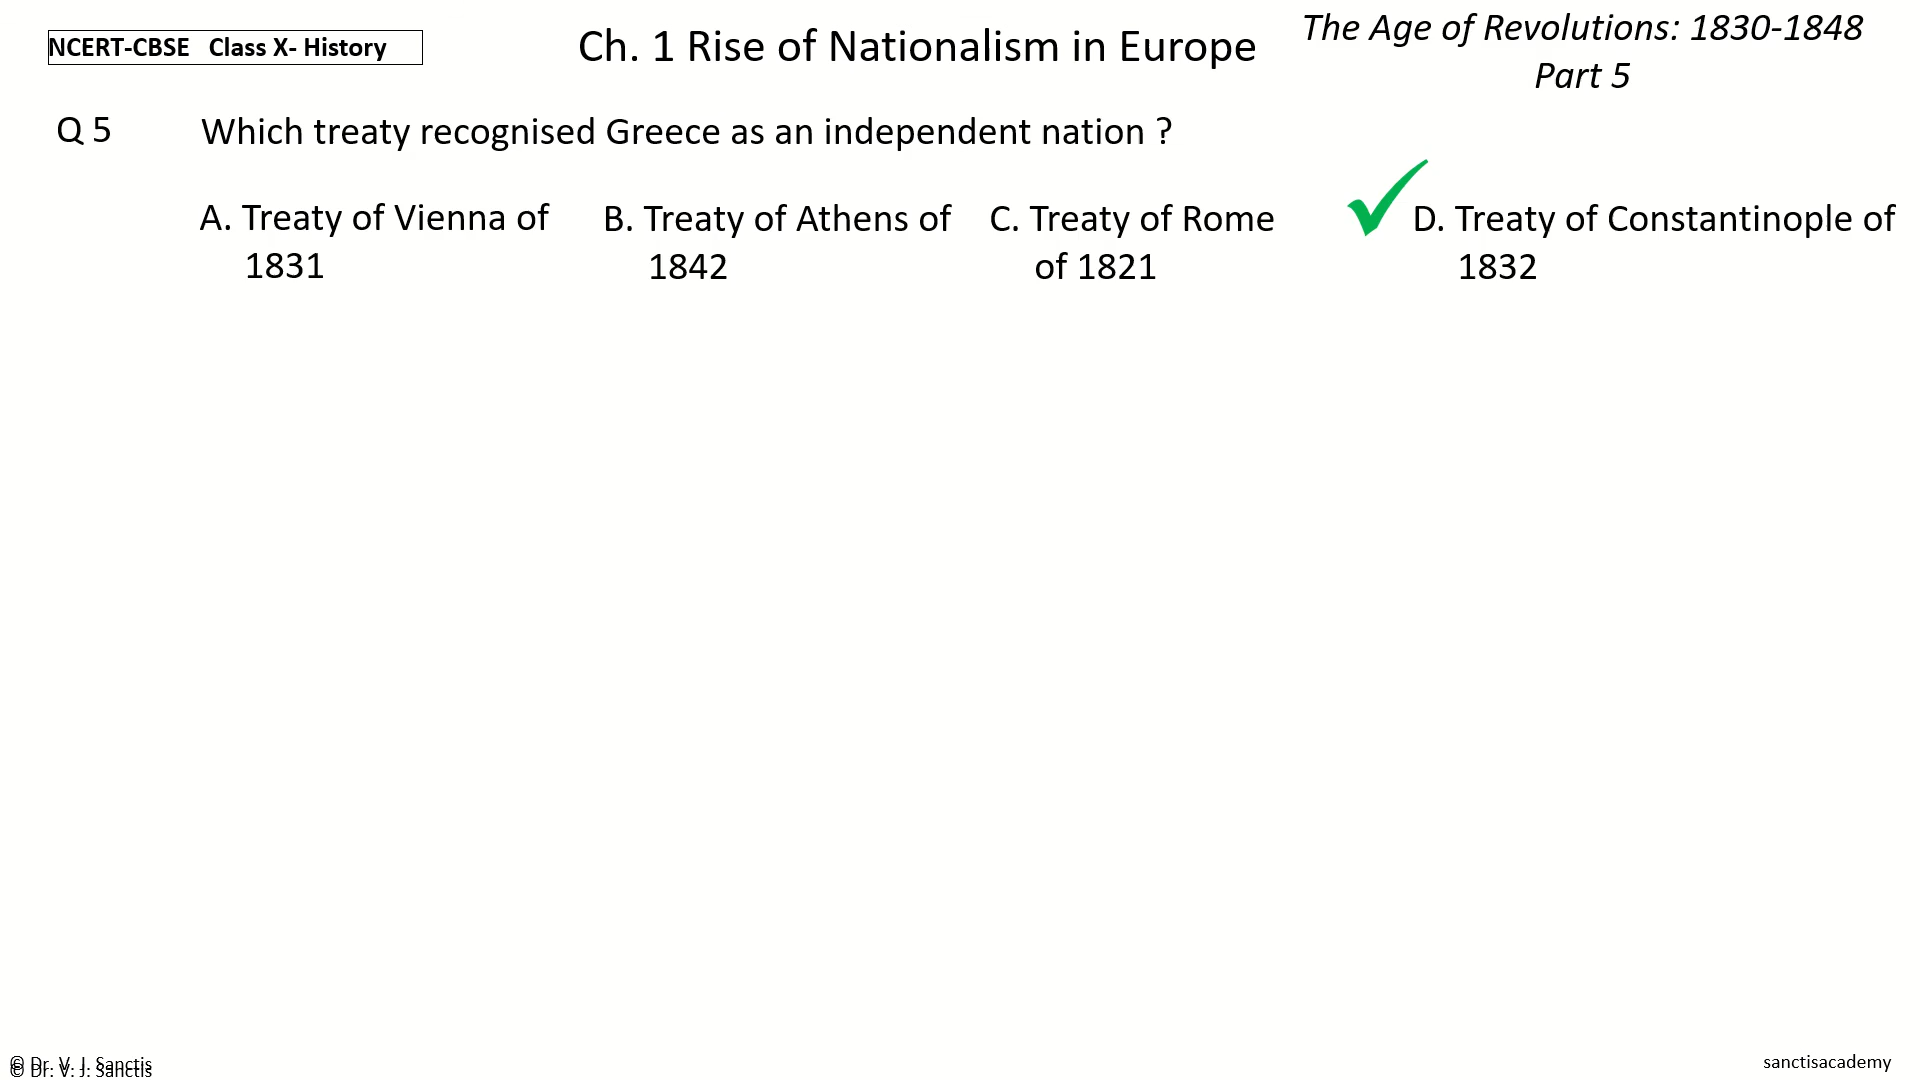 NCERT-CBSE Class X- History
Ch. 1 Rise of Nationalism in Europe
The Age of Revolutions: 1830-1848
Part 5
Q 5 Which treaty recognised Greece as an independent nation ?
A. Treaty of Vienna of
1831
B. Treaty of Athens of
1842
C. Treaty of Rome
of 1821
D. Treaty of Constantinople of
1832
© Dr. V. J. Sanctis
© Dr. V. J. Sanctis
sanctisacademy